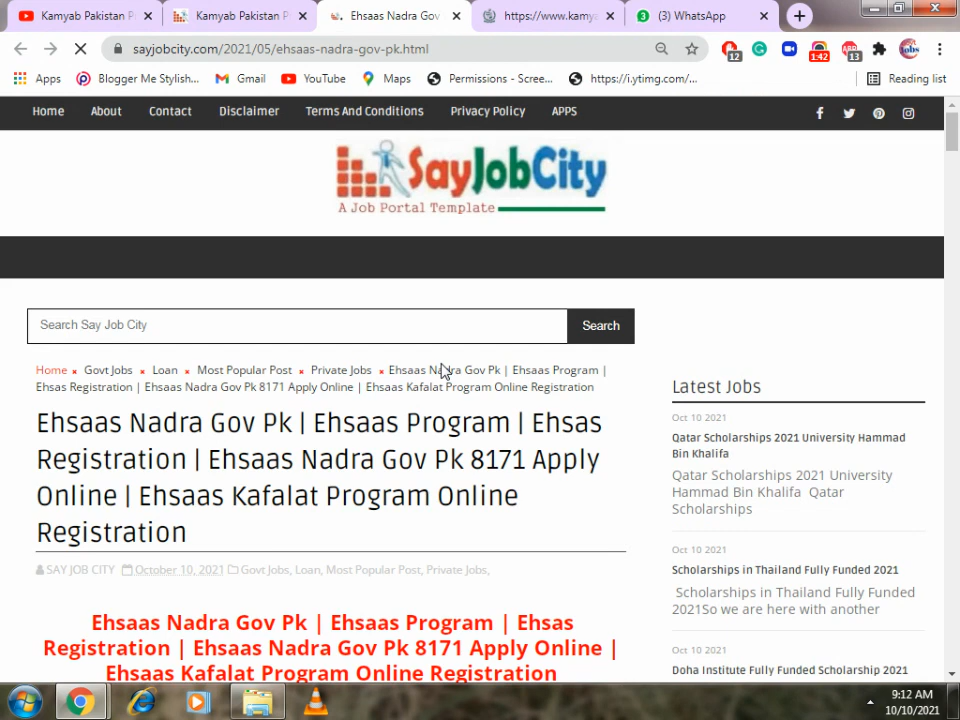 Kamyab Pakistan P
Kamyab Pakistan P
Ehsaas Nadra Gov
https://www.kamy
(3) WhatsApp
sayjobcity.com/2021/05/ehsaas-nadra-gov-pk.html
12
1:42
13
Apps
Blogger Me Stylish...
Gmail
YouTube
Maps
Permissions - Scree...
https://i.ytimg.com/...
Reading list
Home
About
Contact
Disclaimer
Terms And Conditions
Privacy Policy
APPS
SayJobCity
A Job Portal Template
Search Say Job City
Search
Home × Govt Jobs × Loan × Most Popular Post × Private Jobs × Ehsaas Nadra Gov Pk | Ehsaas Program |
Ehsas Registration | Ehsaas Nadra Gov Pk 8171 Apply Online | Ehsaas Kafalat Program Online Registration
Ehsaas Nadra Gov Pk | Ehsaas Program | Ehsas
Registration | Ehsaas Nadra Gov Pk 8171 Apply
Online | Ehsaas Kafalat Program Online
Registration
SAY JOB CITY October 10, 2021 Govt Jobs, Loan, Most Popular Post, Private Jobs,
Ehsaas Nadra Gov Pk | Ehsaas Program | Ehsas
Registration | Ehsaas Nadra Gov Pk 8171 Apply Online |
Ehsaas Kafalat Program Online Registration
Latest Jobs
Oct 10 2021
Qatar Scholarships 2021 University Hammad
Bin Khalifa
Qatar Scholarships 2021 University
Hammad Bin Khalifa Qatar
Scholarships
Oct 10 2021
Scholarships in Thailand Fully Funded 2021
Scholarships in Thailand Fully Funded
2021So we are here with another
Oct 10 2021
Doha Institute Fully Funded Scholarship 2021
9:12 AM
10/10/2021